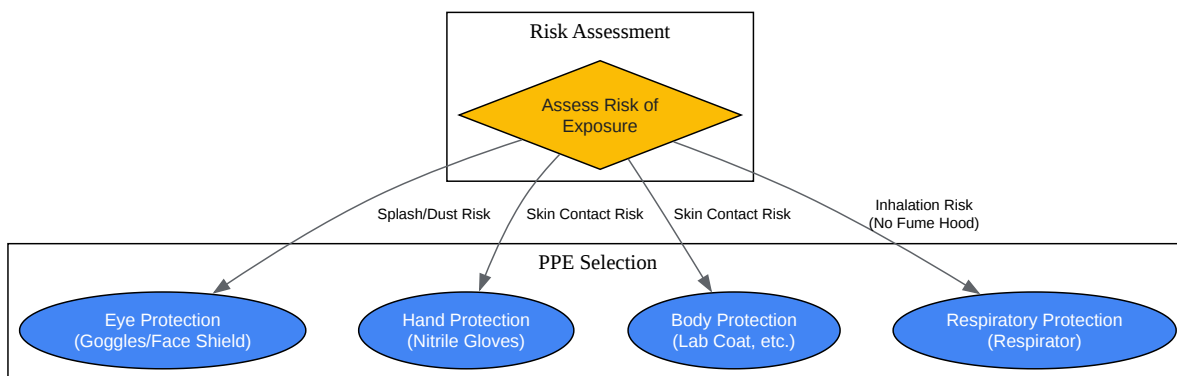 Risk Assessment
Assess Risk of
Exposure
Splash/Dust Risk
Skin Contact Risk
Skin Contact Risk
Inhalation Risk
(No Fume Hood)
PPE Selection
Eye Protection
(Goggles/Face Shield)
Hand Protection
(Nitrile Gloves)
Body Protection
(Lab Coat, etc.)
Respiratory Protection
(Respirator)